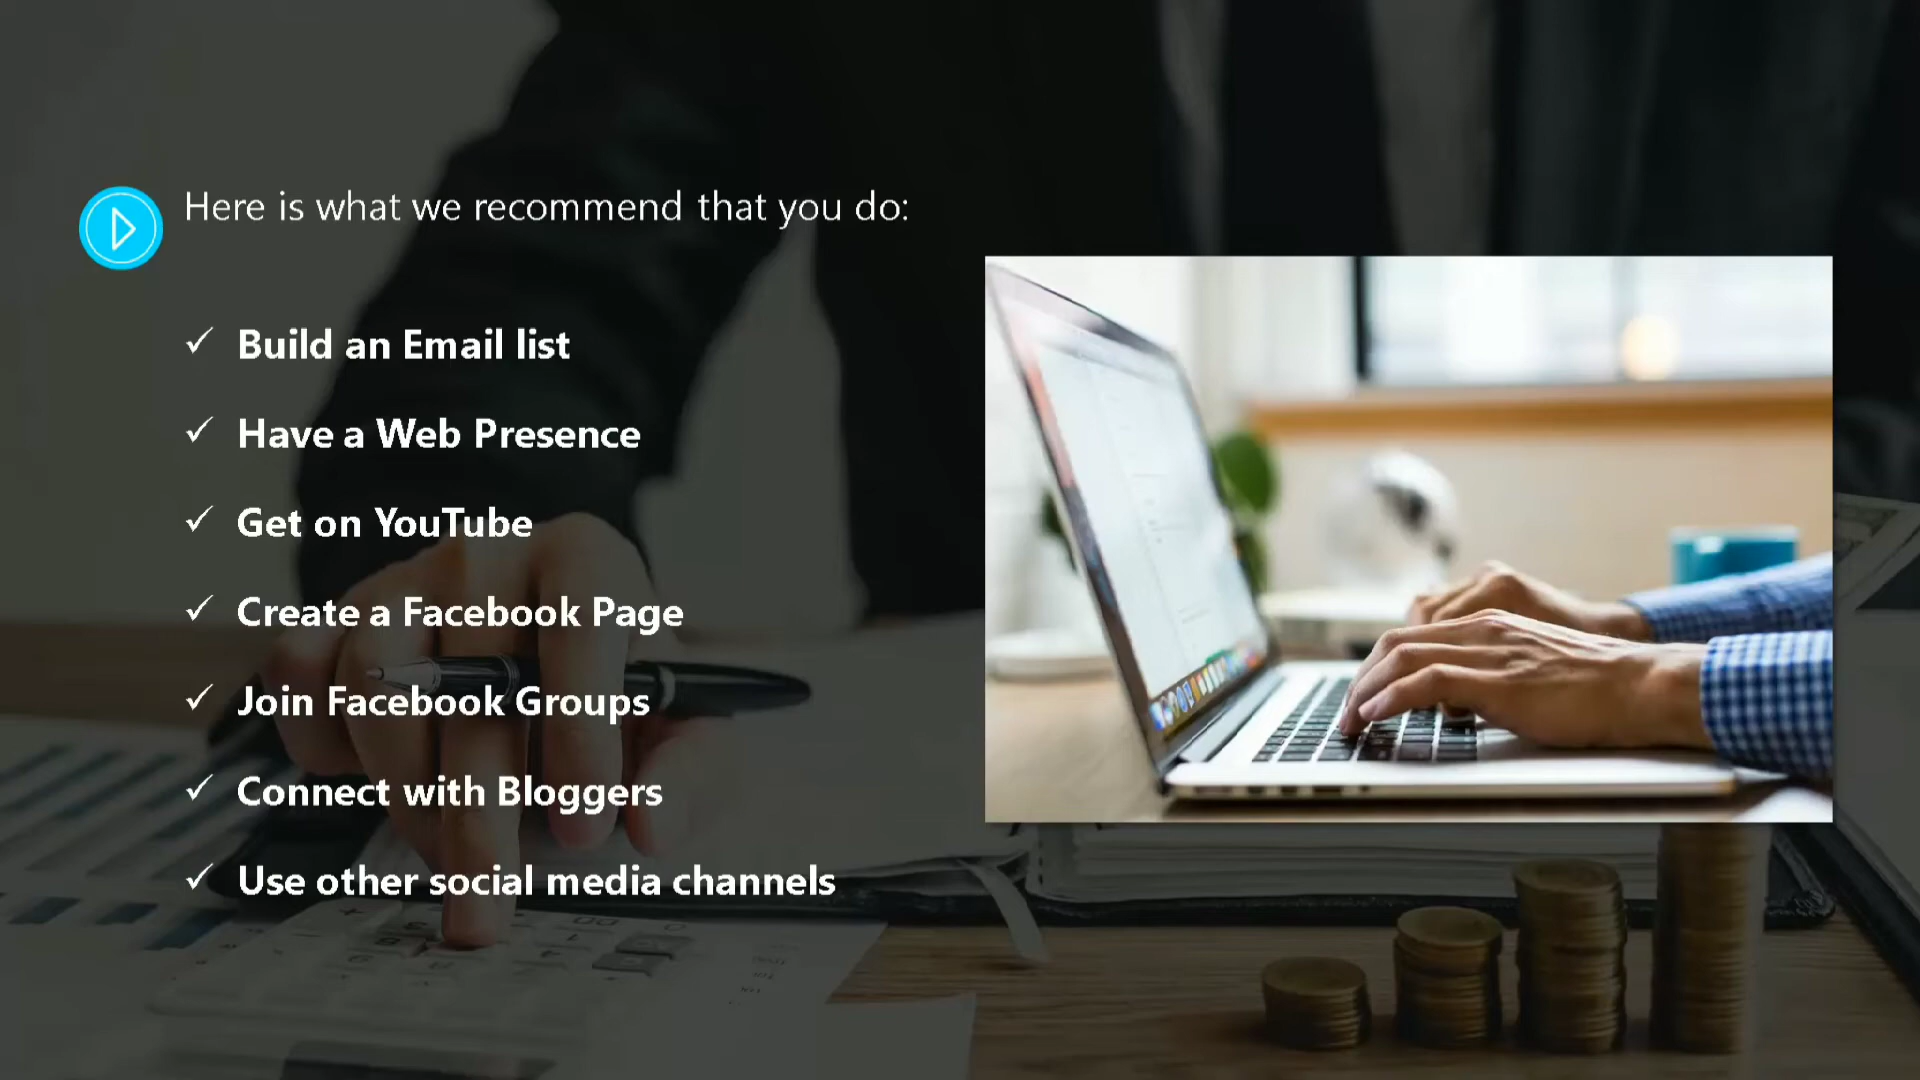 Here is what we recommend that you do:
✓ Build an Email list
✓ Have a Web Presence
✓ Get on YouTube
✓ Create a Facebook Page
✓ Join Facebook Groups
✓ Connect with Bloggers
✓ Use other social media channels